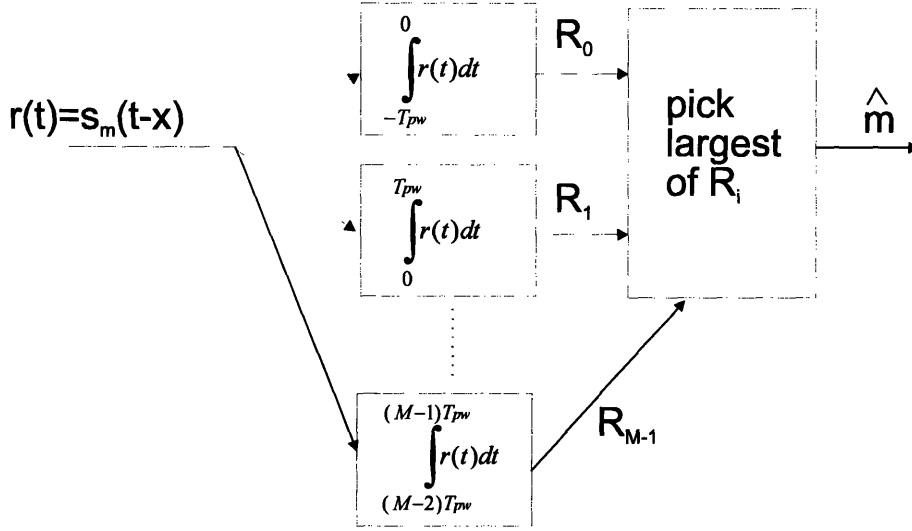 r(t)=s_m(t-x)
0
∫r(t)dt
-T_pw
R_0
T_pw
∫r(t)dt
0
R_1
(M-1)T_pw
∫r(t)dt
(M-2)T_pw
R_{M-1}
pick
largest
of R_i
m̂